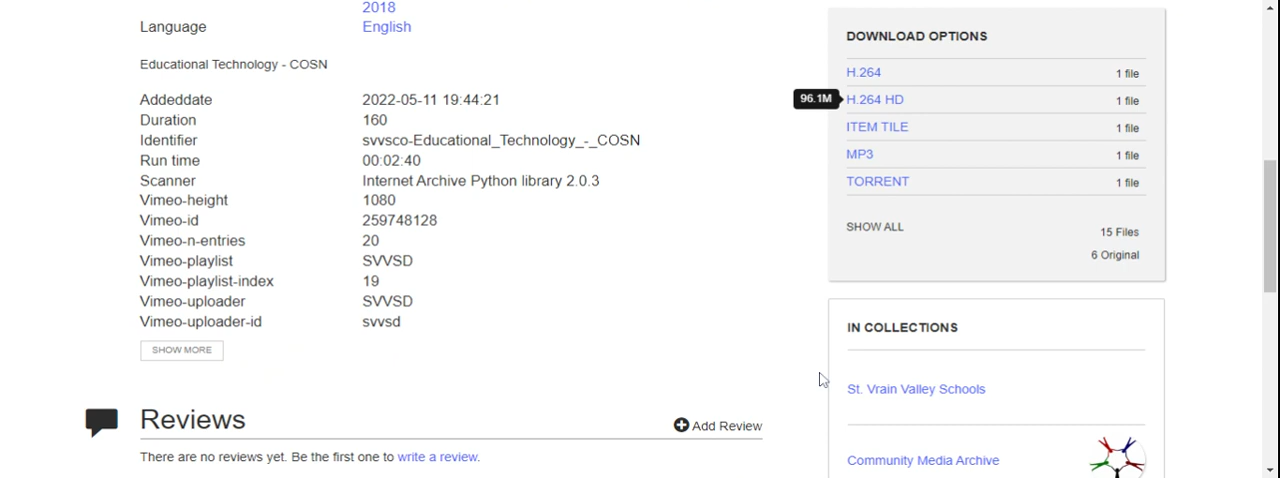 2018
Language English
Educational Technology - COSN
Addeddate 2022-05-11 19:44:21
Duration 160
Identifier svvsco-Educational_Technology_-_COSN
Run time 00:02:40
Scanner Internet Archive Python library 2.0.3
Vimeo-height 1080
Vimeo-id 259748128
Vimeo-n-entries 20
Vimeo-playlist SVVSD
Vimeo-playlist-index 19
Vimeo-uploader SVVSD
Vimeo-uploader-id svvsd
SHOW MORE
Reviews
Add Review
There are no reviews yet. Be the first one to write a review.
DOWNLOAD OPTIONS
H.264 1 file
96.1M H.264 HD 1 file
ITEM TILE 1 file
MP3 1 file
TORRENT 1 file
SHOW ALL 15 Files
6 Original
IN COLLECTIONS
St. Vrain Valley Schools
Community Media Archive